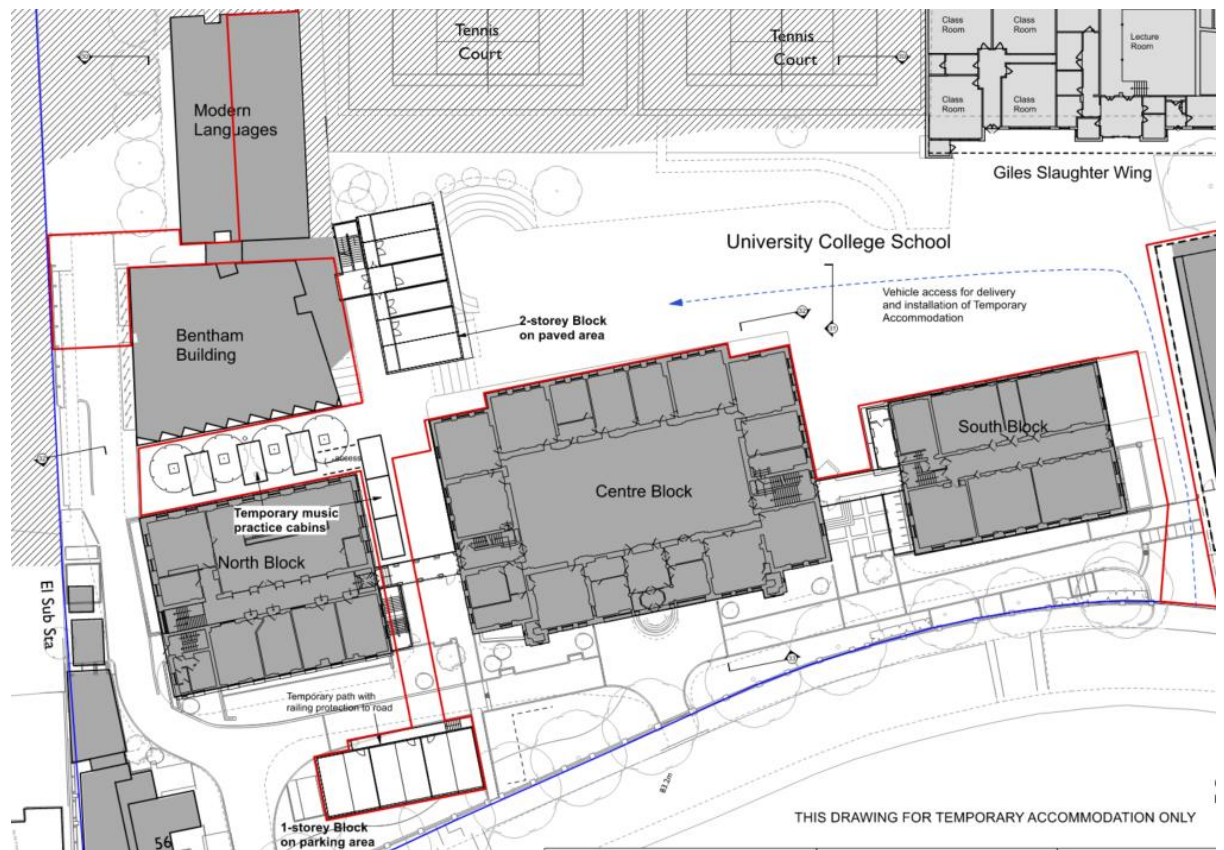 Tennis
Court
Tennis
Court
Class
Room
Class
Room
Lecture
Room
Class
Room
Class
Room
Modern
Languages
Giles Slaughter Wing
University College School
Vehicle access for delivery
and installation of Temporary
Accommodation
2-storey Block
on paved area
Bentham
Building
South Block
access
Centre Block
Temporary music
practice cabins
North Block
El Sub Sta
Temporary path with
railing protection to road
83.2m
THIS DRAWING FOR TEMPORARY ACCOMMODATION ONLY
1-storey Block
on parking area
56